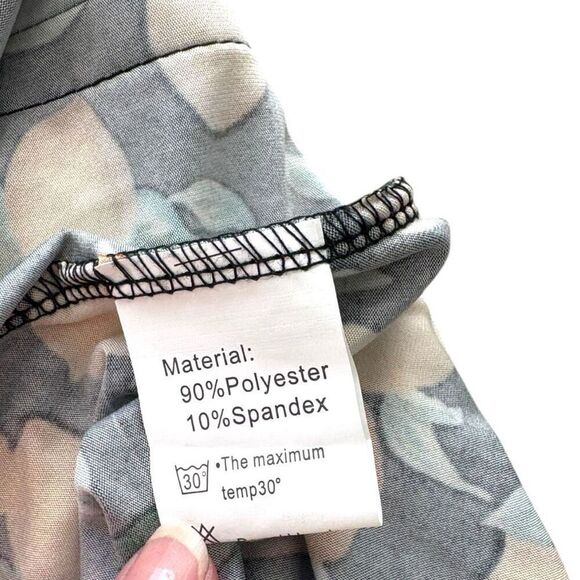 Material:
90%Polyester
10%Spandex
30°
•The maximum
temp30°